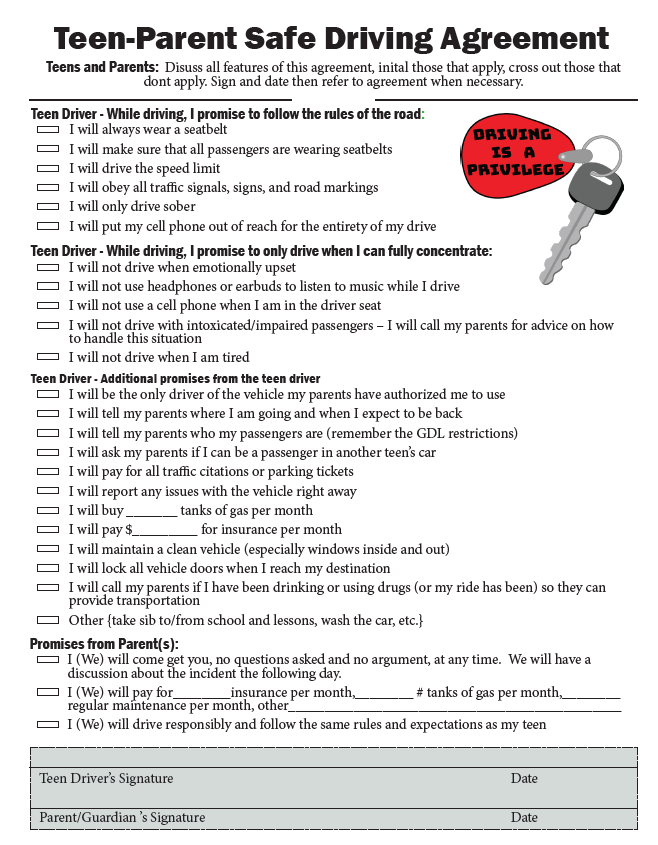 Teen-Parent Safe Driving Agreement
Teens and Parents: Disuss all features of this agreement, inital those that apply, cross out those that
dont apply. Sign and date then refer to agreement when necessary.
Teen Driver - While driving, I promise to follow the rules of the road:
I will always wear a seatbelt
I will make sure that all passengers are wearing seatbelts
I will drive the speed limit
I will obey all traffic signals, signs, and road markings
I will only drive sober
I will put my cell phone out of reach for the entirety of my drive
DRIVING
IS A
PRIVILEGE
Teen Driver - While driving, I promise to only drive when I can fully concentrate:
I will not drive when emotionally upset
I will not use headphones or earbuds to listen to music while I drive
I will not use a cell phone when I am in the driver seat
I will not drive with intoxicated/impaired passengers – I will call my parents for advice on how
to handle this situation
I will not drive when I am tired
Teen Driver - Additional promises from the teen driver
I will be the only driver of the vehicle my parents have authorized me to use
I will tell my parents where I am going and when I expect to be back
I will tell my parents who my passengers are (remember the GDL restrictions)
I will ask my parents if I can be a passenger in another teen's car
I will pay for all traffic citations or parking tickets
I will report any issues with the vehicle right away
I will buy _______ tanks of gas per month
I will pay $_________ for insurance per month
I will maintain a clean vehicle (especially windows inside and out)
I will lock all vehicle doors when I reach my destination
I will call my parents if I have been drinking or using drugs (or my ride has been) so they can
provide transportation
Other {take sib to/from school and lessons, wash the car, etc.}
Promises from Parent(s):
I (We) will come get you, no questions asked and no argument, at any time. We will have a
discussion about the incident the following day.
I (We) will pay for________insurance per month,________ # tanks of gas per month,________
regular maintenance per month, other______________________________________________
I (We) will drive responsibly and follow the same rules and expectations as my teen
Teen Driver's Signature Date
Parent/Guardian 's Signature Date